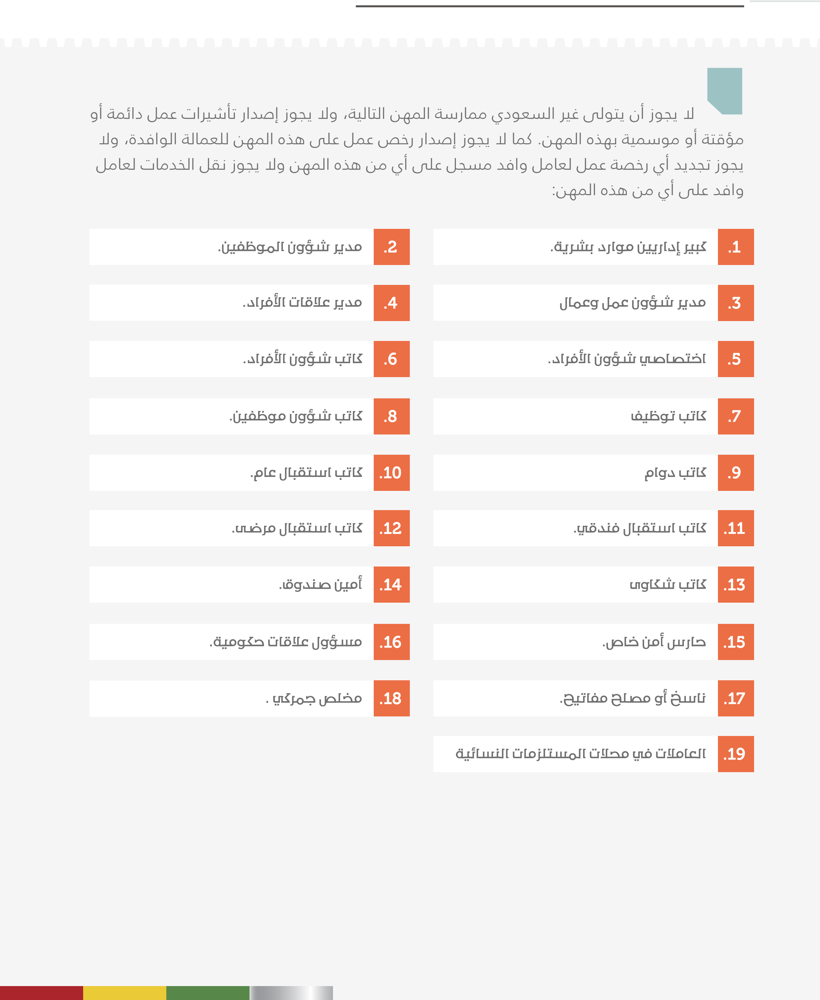 لا يجوز أن يتولى غير السعودي ممارسة المهن التالية، ولا يجوز إصدار تأشيرات عمل دائمة أو
مؤقتة أو موسمية بهذه المهن. كما لا يجوز إصدار رخص عمل على هذه المهن للعمالة الوافدة، ولا
يجوز تجديد أي رخصة عمل لعامل وافد مسجل على أي من هذه المهن ولا يجوز نقل الخدمات لعامل
وافد على أي من هذه المهن:
1. كبير إداريين موارد بشرية.
2. مدير شؤون الموظفين.
3. مدير شؤون عمل وعمال
4. مدير علاقات الأفراد.
5. اختصاصي شؤون الأفراد.
6. كاتب شؤون الأفراد.
7. كاتب توظيف
8. كاتب شؤون موظفين.
9. كاتب دوام
10. كاتب استقبال عام.
11. كاتب استقبال فندقي.
12. كاتب استقبال مرضى.
13. كاتب شكاوى
14. أمين صندوق.
15. حارس أمن خاص.
16. مسؤول علاقات حكومية.
17. ناسخ أو مصلح مفاتيح.
18. مخلص جمركي .
19. العاملات في محلات المستلزمات النسائية